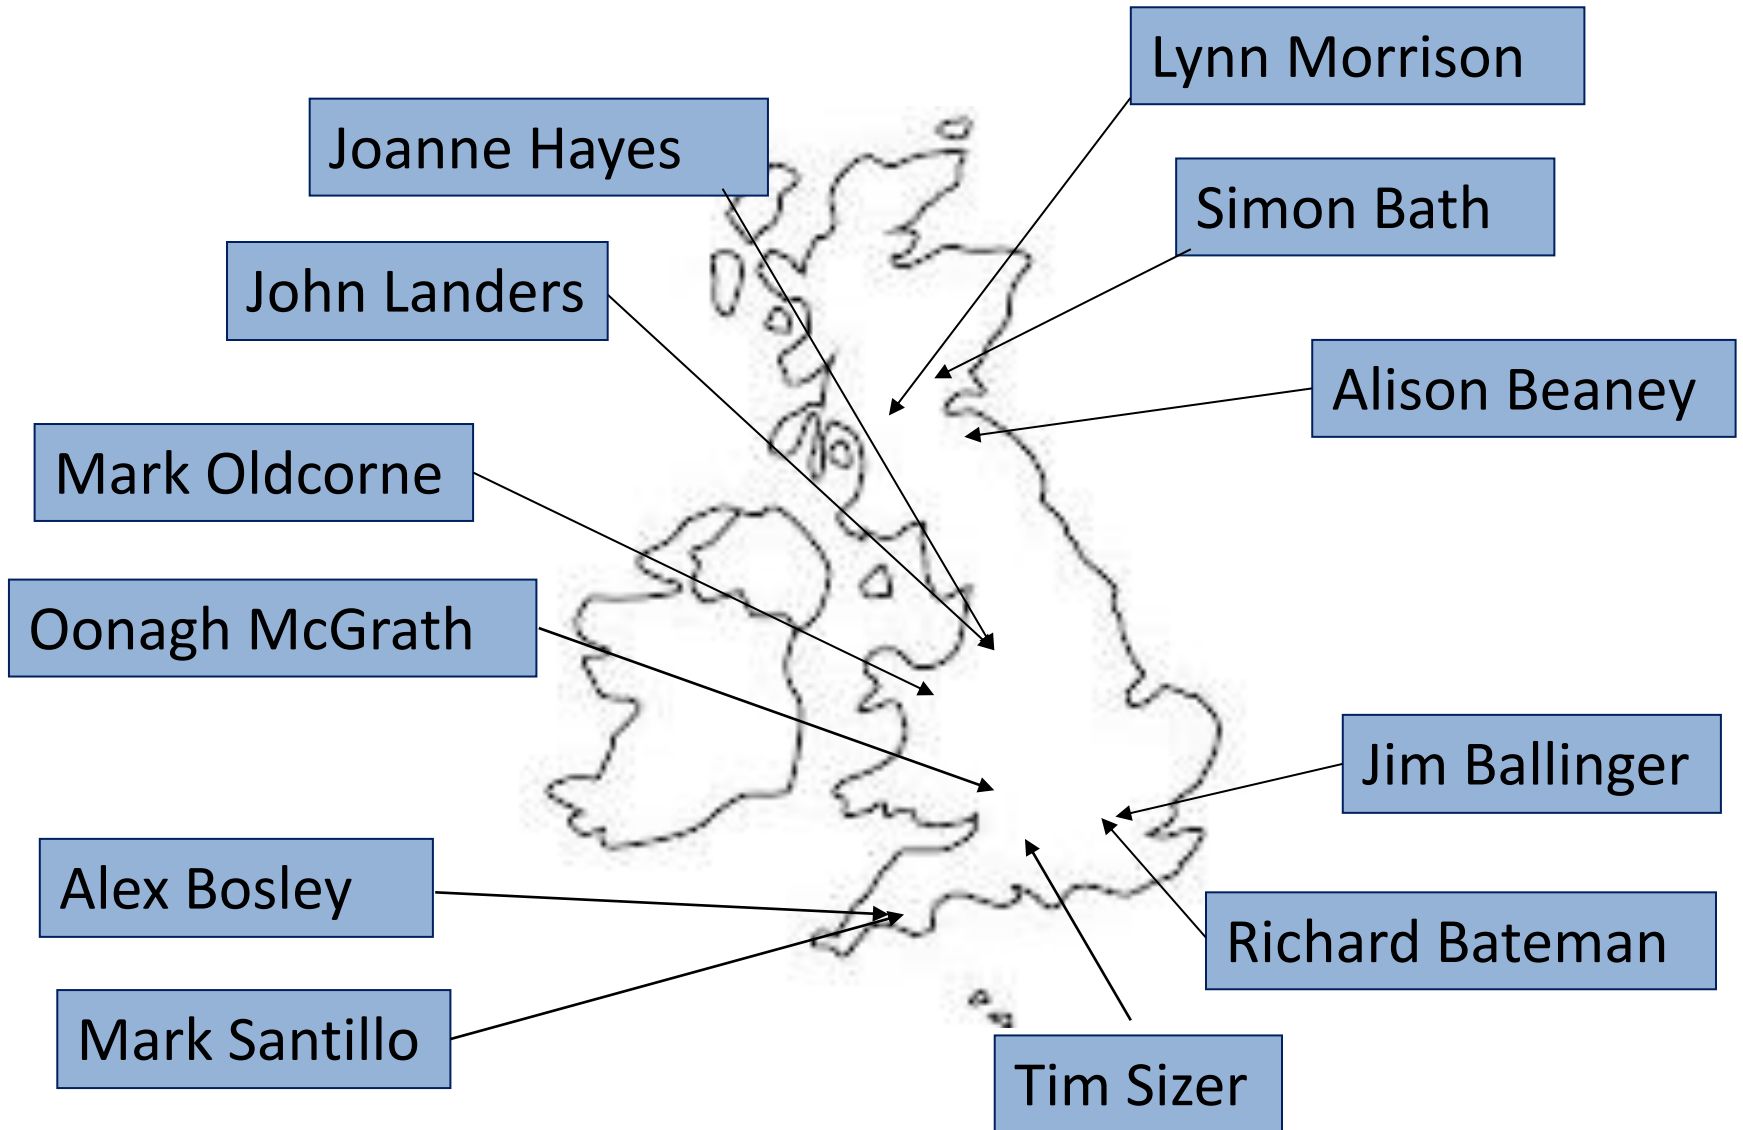 Lynn Morrison
Joanne Hayes
Simon Bath
John Landers
Alison Beaney
Mark Oldcorne
Oonagh McGrath
Jim Ballinger
Alex Bosley
Richard Bateman
Mark Santillo
Tim Sizer